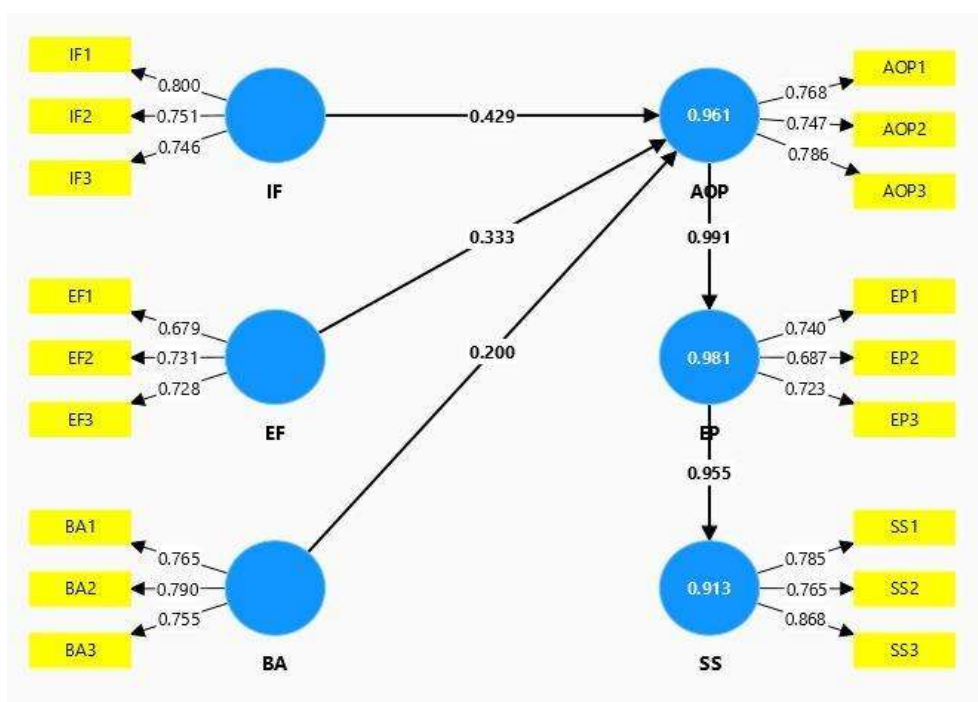 IF1
IF2
IF3
0.800
0.751
0.746
IF
0.429
0.961
AOP
0.768
0.747
0.786
AOP1
AOP2
AOP3
0.333
0.991
EF1
EF2
EF3
0.679
0.731
0.728
EF
0.200
0.981
EP
0.740
0.687
0.723
EP1
EP2
EP3
0.955
BA1
BA2
BA3
0.765
0.790
0.755
BA
0.913
SS
0.785
0.765
0.868
SS1
SS2
SS3